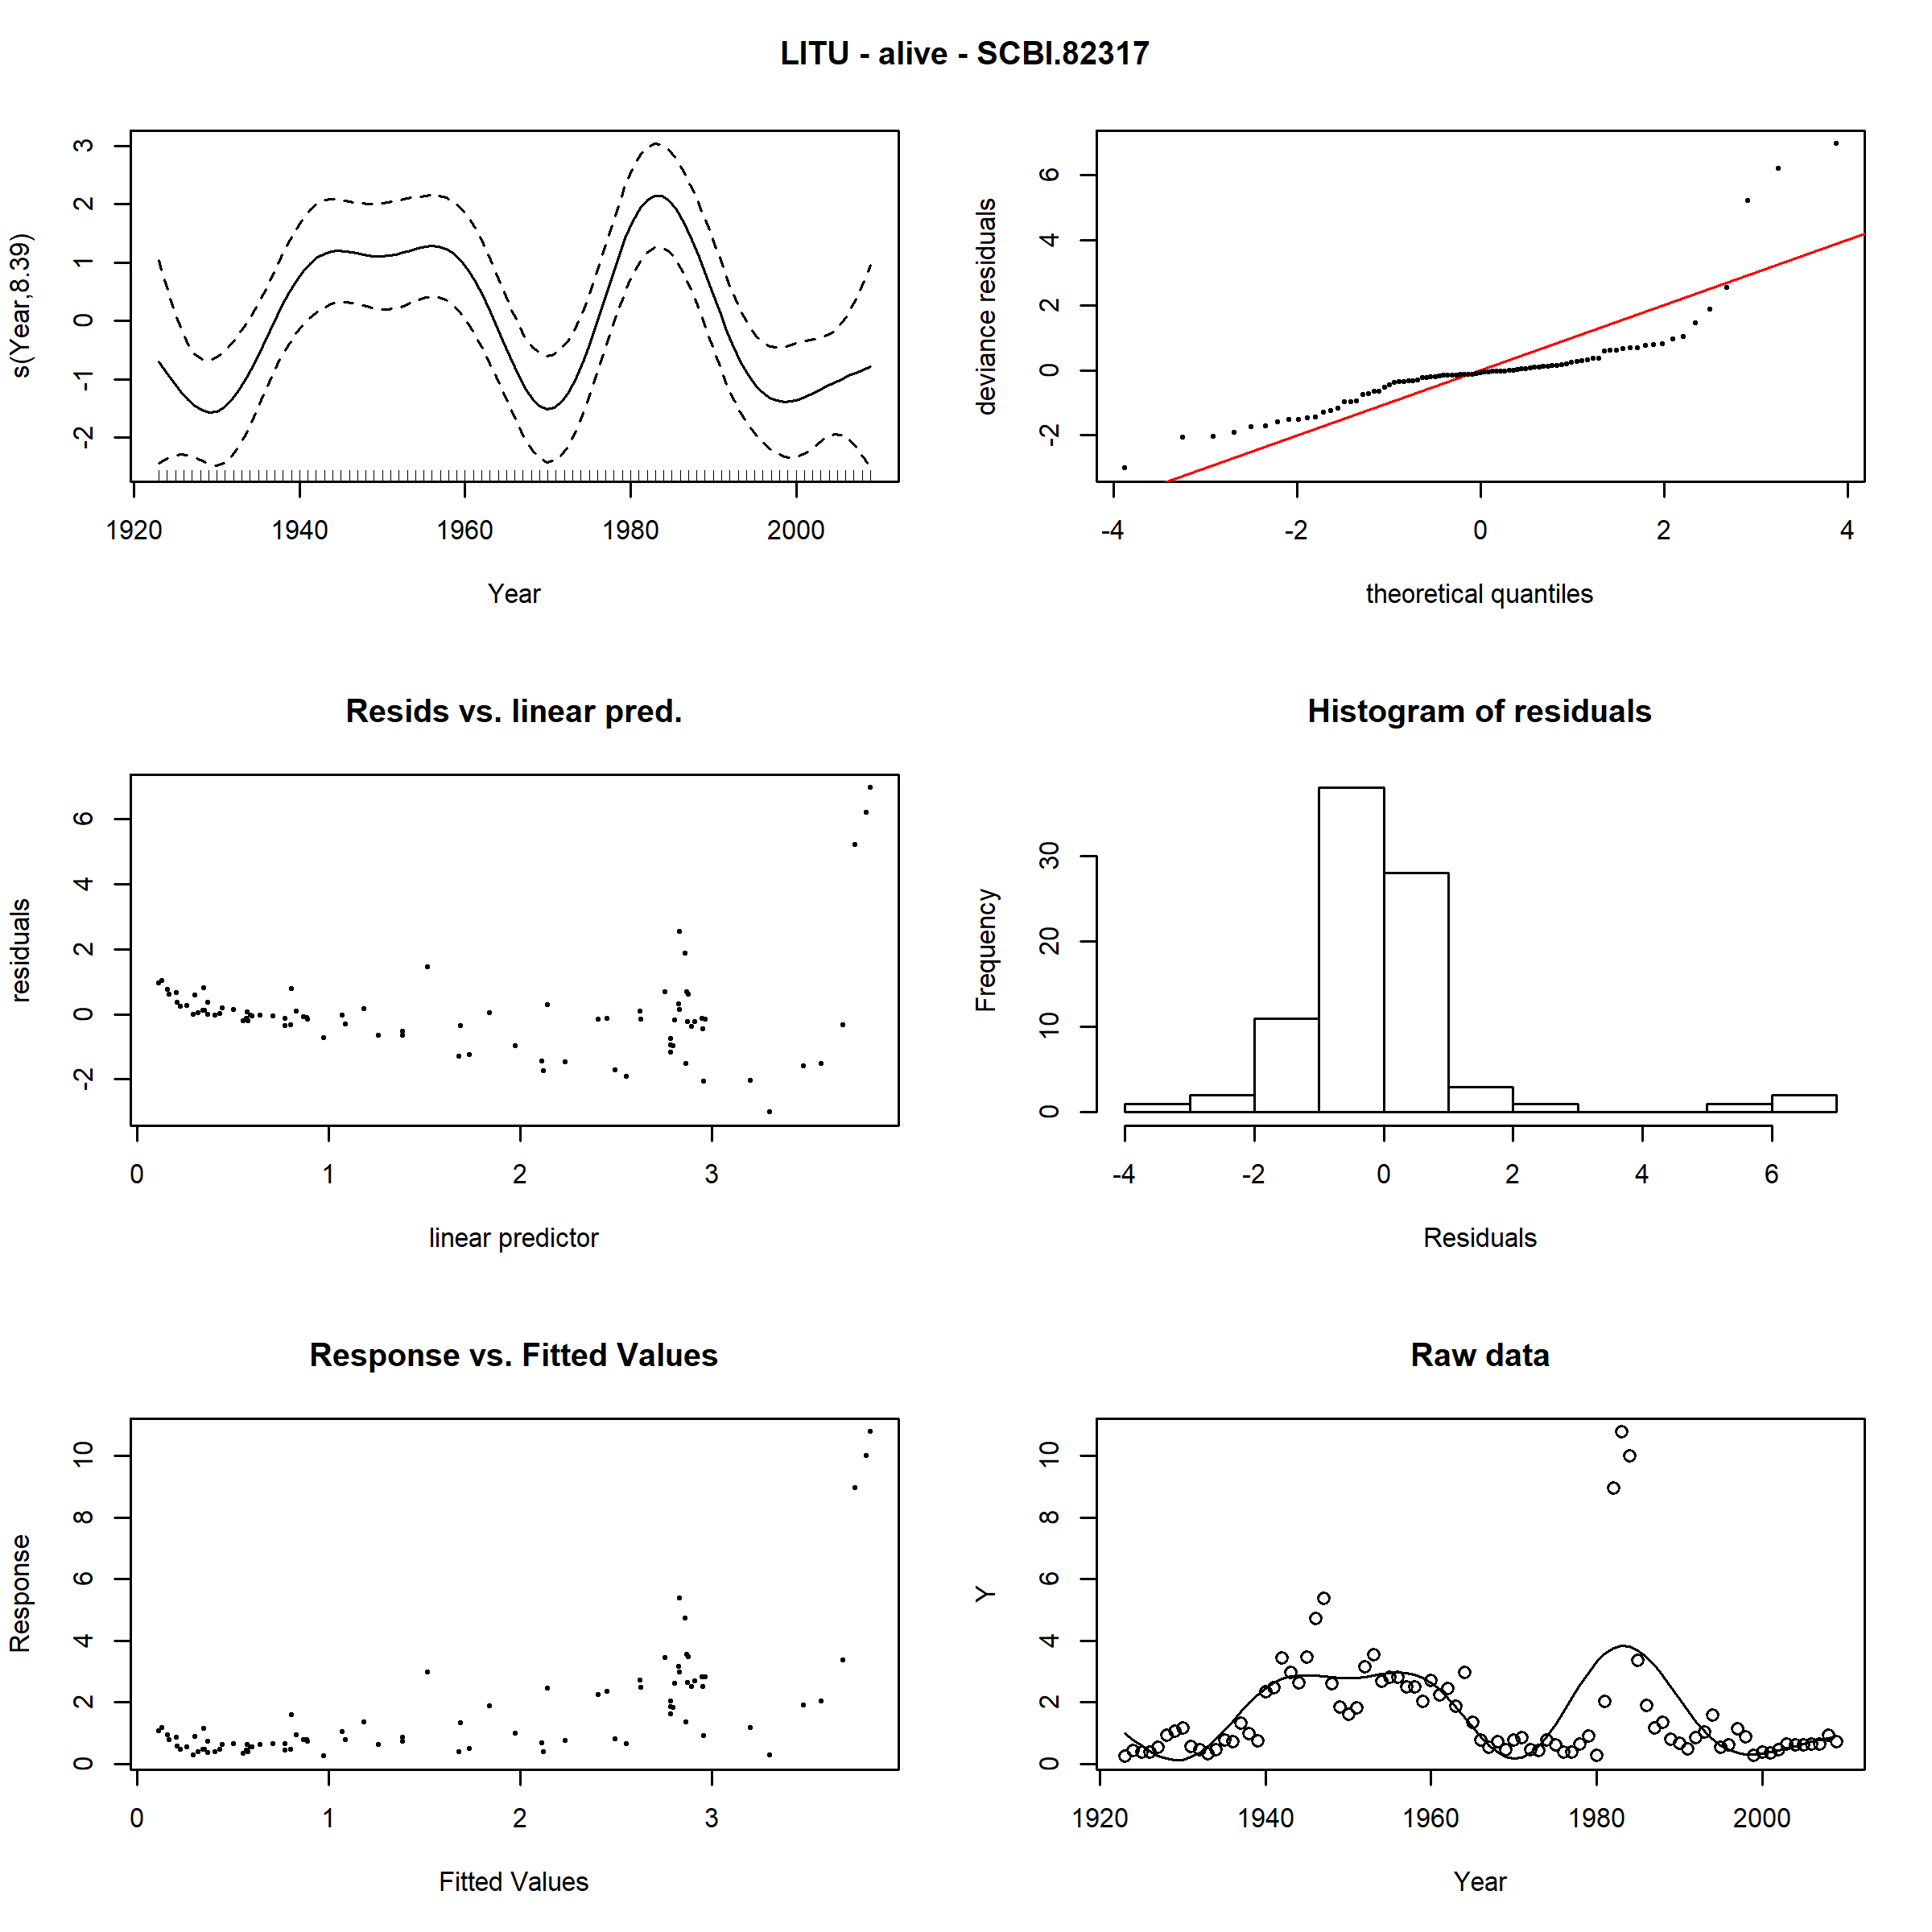 LITU - alive - SCBI.82317
s(Year,8.39)
3
2
1
0
-1
-2
1920 1940 1960 1980 2000
Year
deviance residuals
6
4
2
0
-2
-4 -2 0 2 4
theoretical quantiles
Resids vs. linear pred.
residuals
6
4
2
0
-2
0 1 2 3
linear predictor
Histogram of residuals
Frequency
30
20
10
0
-4 -2 0 2 4 6
Residuals
Response vs. Fitted Values
Response
10
8
6
4
2
0
0 1 2 3
Fitted Values
Raw data
Y
10
8
6
4
2
0
1920 1940 1960 1980 2000
Year